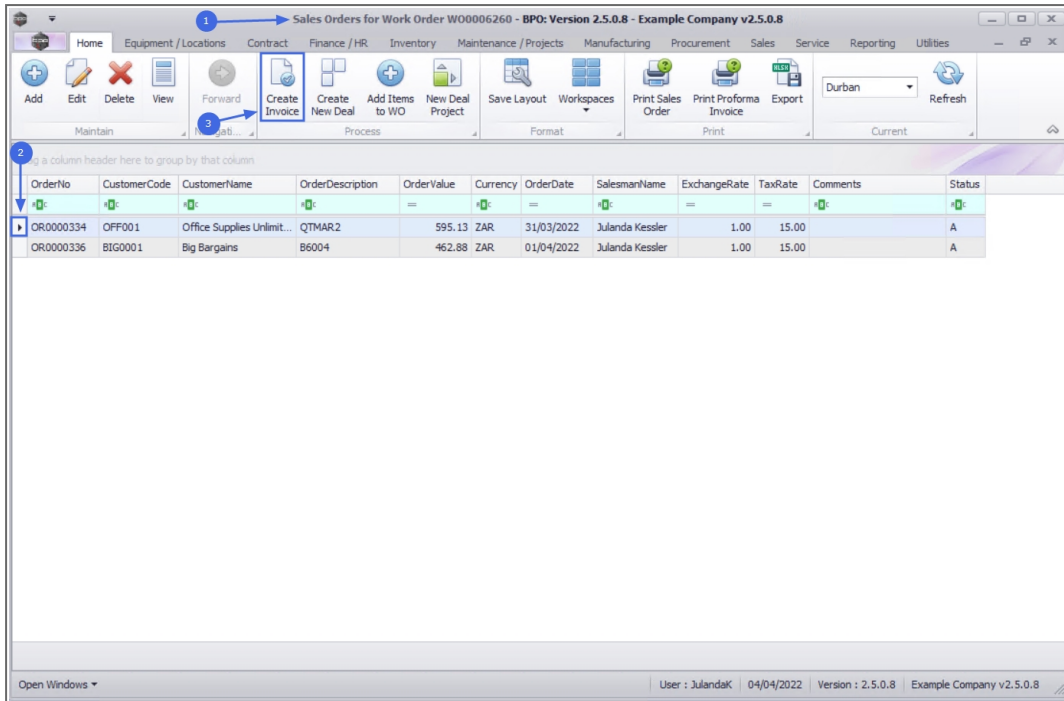 1
Sales Orders for Work Order WO00006260 - BPO: Version 2.5.0.8 - Example Company v2.5.0.8
Home Equipment / Locations Contract Finance / HR Inventory Maintenance / Projects Manufacturing Procurement Sales Service Reporting Utilities
Add Edit Delete View Forward Create Invoice Create New Deal Add Items to WO New Deal Project Save Layout Workspaces Print Sales Order Print Proforma Invoice Export Durban Refresh
3
Maintain Process Format Print Current
2
a column header here to group by that column
OrderNo CustomerCode CustomerName OrderDescription OrderValue Currency OrderDate SalesmanName ExchangeRate TaxRate Comments Status
= = = =
OR0000334 OFF001 Office Supplies Unlimit... QTMAR2 595.13 ZAR 31/03/2022 Julanda Kessler 1.00 15.00 A
OR0000336 BIG0001 Big Bargains B6004 462.88 ZAR 01/04/2022 Julanda Kessler 1.00 15.00 A
Open Windows User : JulandaK 04/04/2022 Version : 2.5.0.8 Example Company v2.5.0.8